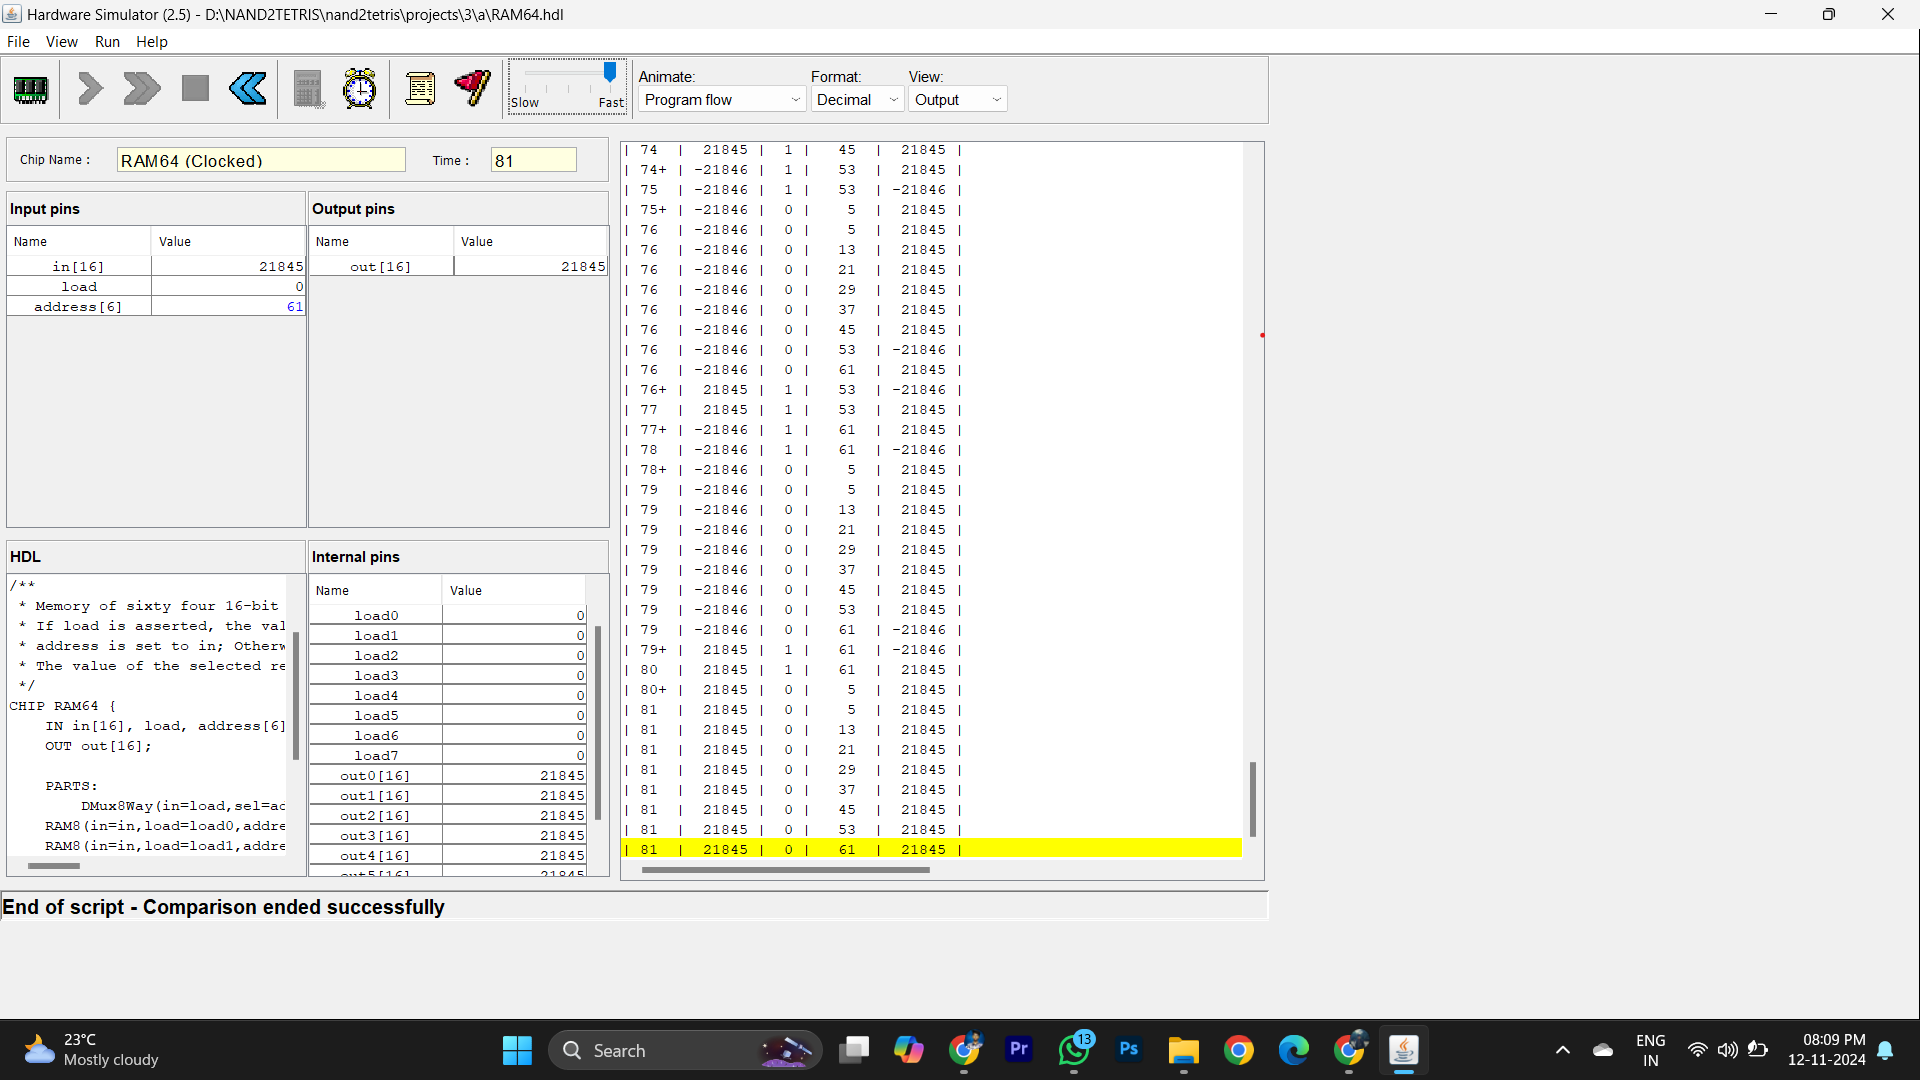 Hardware Simulator (2.5) - D:\NAND2TETRIS\nand2tetris\projects\3\a\RAM64.hdl
File View Run Help
Slow Fast
Animate: Format: View:
Program flow Decimal Output
Chip Name : RAM64 (Clocked) Time : 81
Input pins
Name Value
in[16] 21845
load 0
address[6] 61
Output pins
Name Value
out[16] 21845
HDL
/**
* Memory of sixty four 16-bit
* If load is asserted, the val
* address is set to in; Otherw
* The value of the selected re
*/
CHIP RAM64 {
IN in[16], load, address[6]
OUT out[16];
PARTS:
DMux8Way(in=load,sel=ad
RAM8(in=in,load=load0,addre
RAM8(in=in,load=load1,addre
Internal pins
Name Value
load0 0
load1 0
load2 0
load3 0
load4 0
load5 0
load6 0
load7 0
out0[16] 21845
out1[16] 21845
out2[16] 21845
out3[16] 21845
out4[16] 21845
out5[16] 21845
| 74 | 21845 | 1 | 45 | 21845 |
| 74+ | -21846 | 1 | 53 | 21845 |
| 75 | -21846 | 1 | 53 | -21846 |
| 75+ | -21846 | 0 | 5 | 21845 |
| 76 | -21846 | 0 | 5 | 21845 |
| 76 | -21846 | 0 | 13 | 21845 |
| 76 | -21846 | 0 | 21 | 21845 |
| 76 | -21846 | 0 | 29 | 21845 |
| 76 | -21846 | 0 | 37 | 21845 |
| 76 | -21846 | 0 | 45 | 21845 |
| 76 | -21846 | 0 | 53 | -21846 |
| 76 | -21846 | 0 | 61 | 21845 |
| 76+ | 21845 | 1 | 53 | -21846 |
| 77 | 21845 | 1 | 53 | 21845 |
| 77+ | -21846 | 1 | 61 | 21845 |
| 78 | -21846 | 1 | 61 | -21846 |
| 78+ | -21846 | 0 | 5 | 21845 |
| 79 | -21846 | 0 | 5 | 21845 |
| 79 | -21846 | 0 | 13 | 21845 |
| 79 | -21846 | 0 | 21 | 21845 |
| 79 | -21846 | 0 | 29 | 21845 |
| 79 | -21846 | 0 | 37 | 21845 |
| 79 | -21846 | 0 | 45 | 21845 |
| 79 | -21846 | 0 | 53 | 21845 |
| 79 | -21846 | 0 | 61 | -21846 |
| 79+ | 21845 | 1 | 61 | -21846 |
| 80 | 21845 | 1 | 61 | 21845 |
| 80+ | 21845 | 0 | 5 | 21845 |
| 81 | 21845 | 0 | 5 | 21845 |
| 81 | 21845 | 0 | 13 | 21845 |
| 81 | 21845 | 0 | 21 | 21845 |
| 81 | 21845 | 0 | 29 | 21845 |
| 81 | 21845 | 0 | 37 | 21845 |
| 81 | 21845 | 0 | 45 | 21845 |
| 81 | 21845 | 0 | 53 | 21845 |
| 81 | 21845 | 0 | 61 | 21845 |
End of script - Comparison ended successfully
23°C
Mostly cloudy
Search
Pr
13
Ps
ENG
IN
08:09 PM
12-11-2024